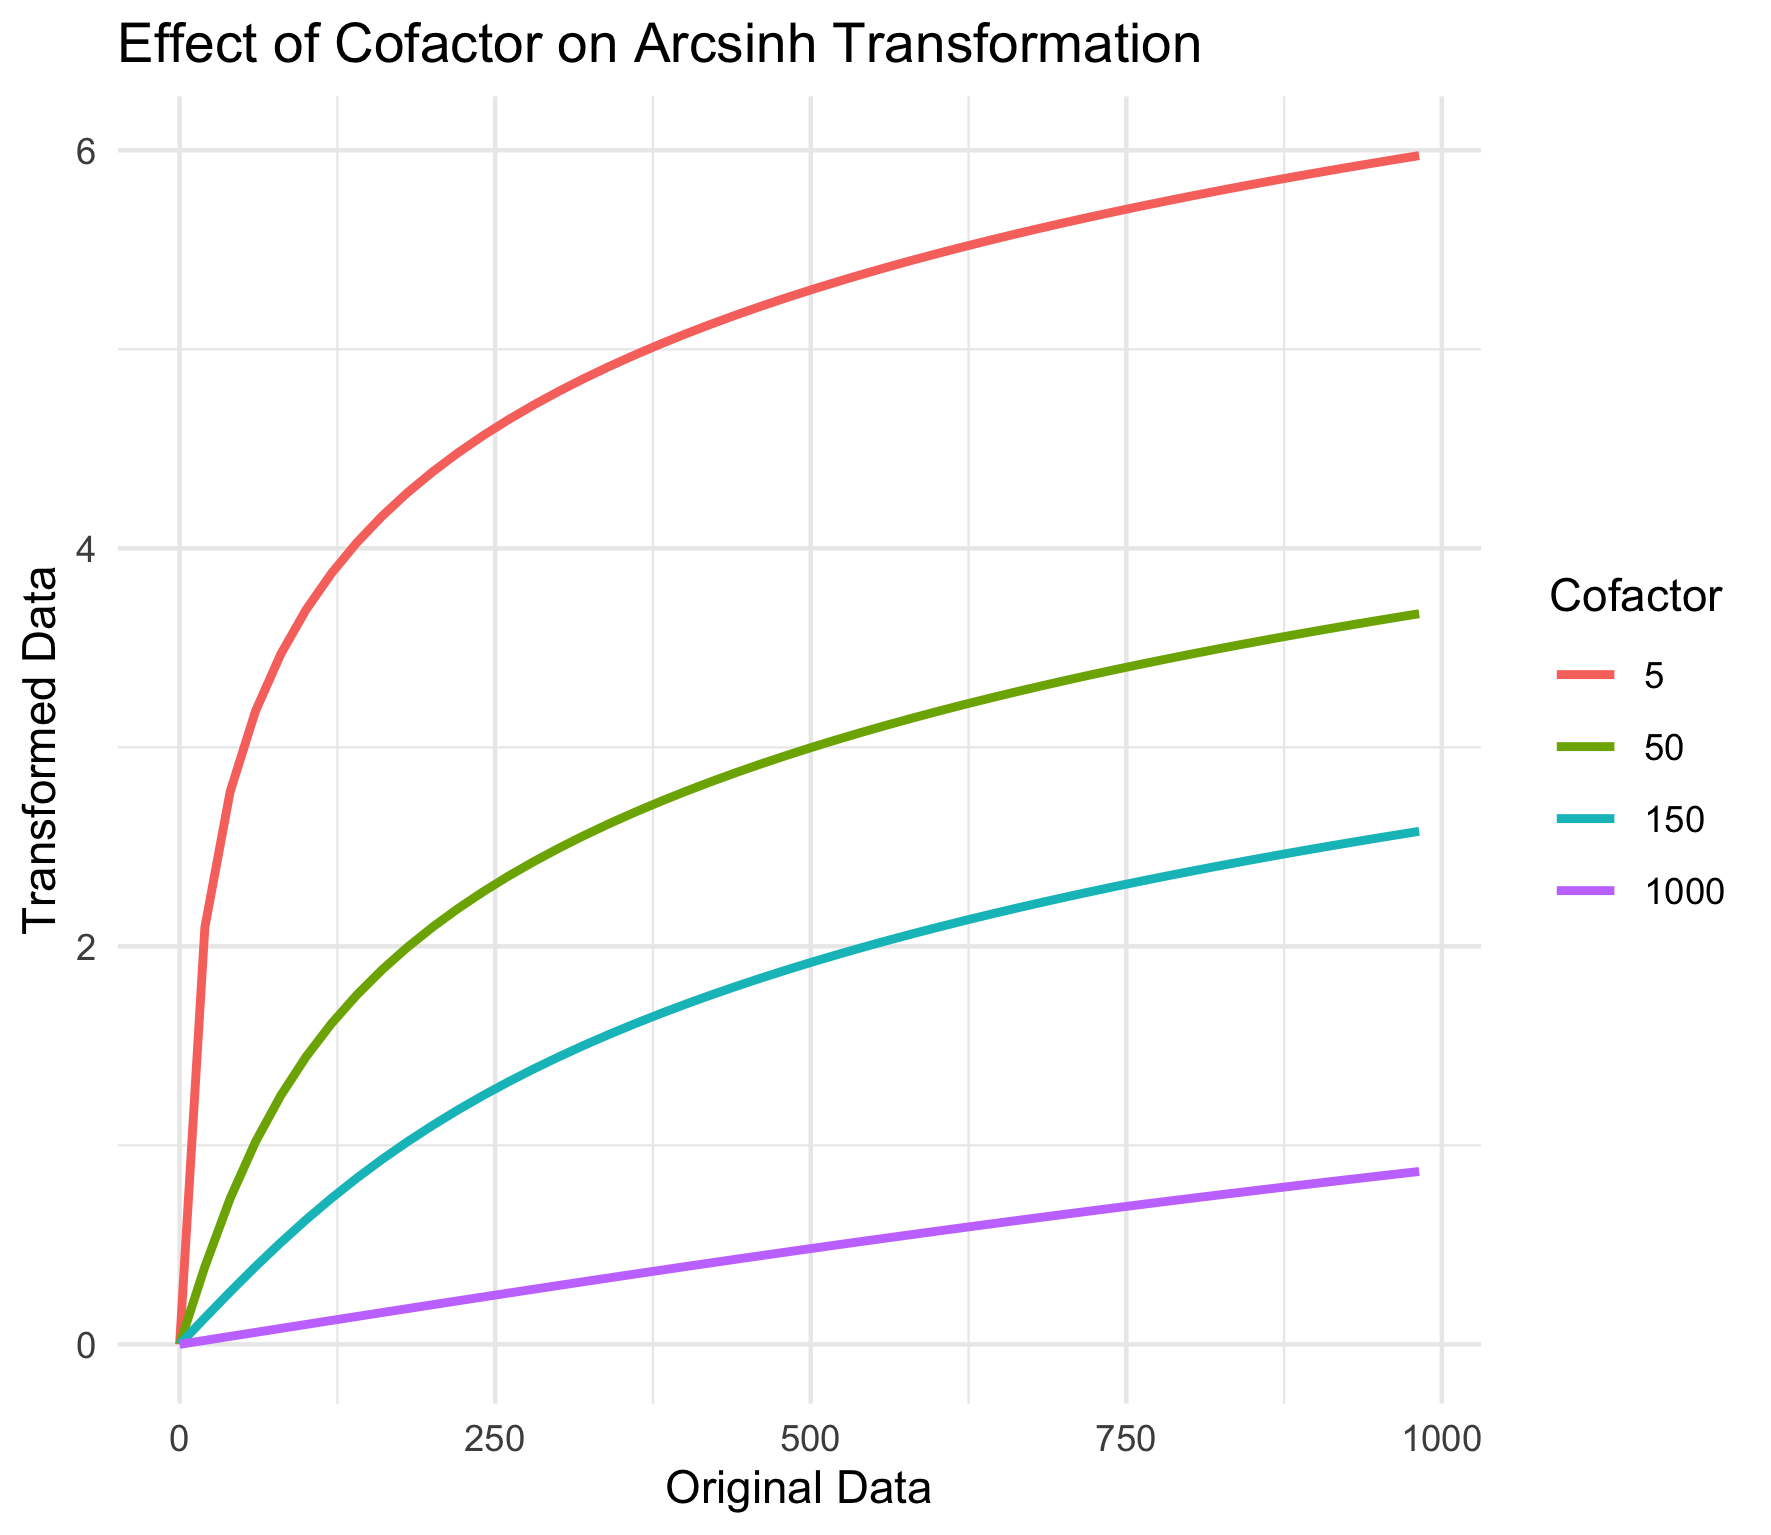 Effect of Cofactor on Arcsinh Transformation
6
4
2
0
Transformed Data
0 250 500 750 1000
Original Data
Cofactor
5
50
150
1000